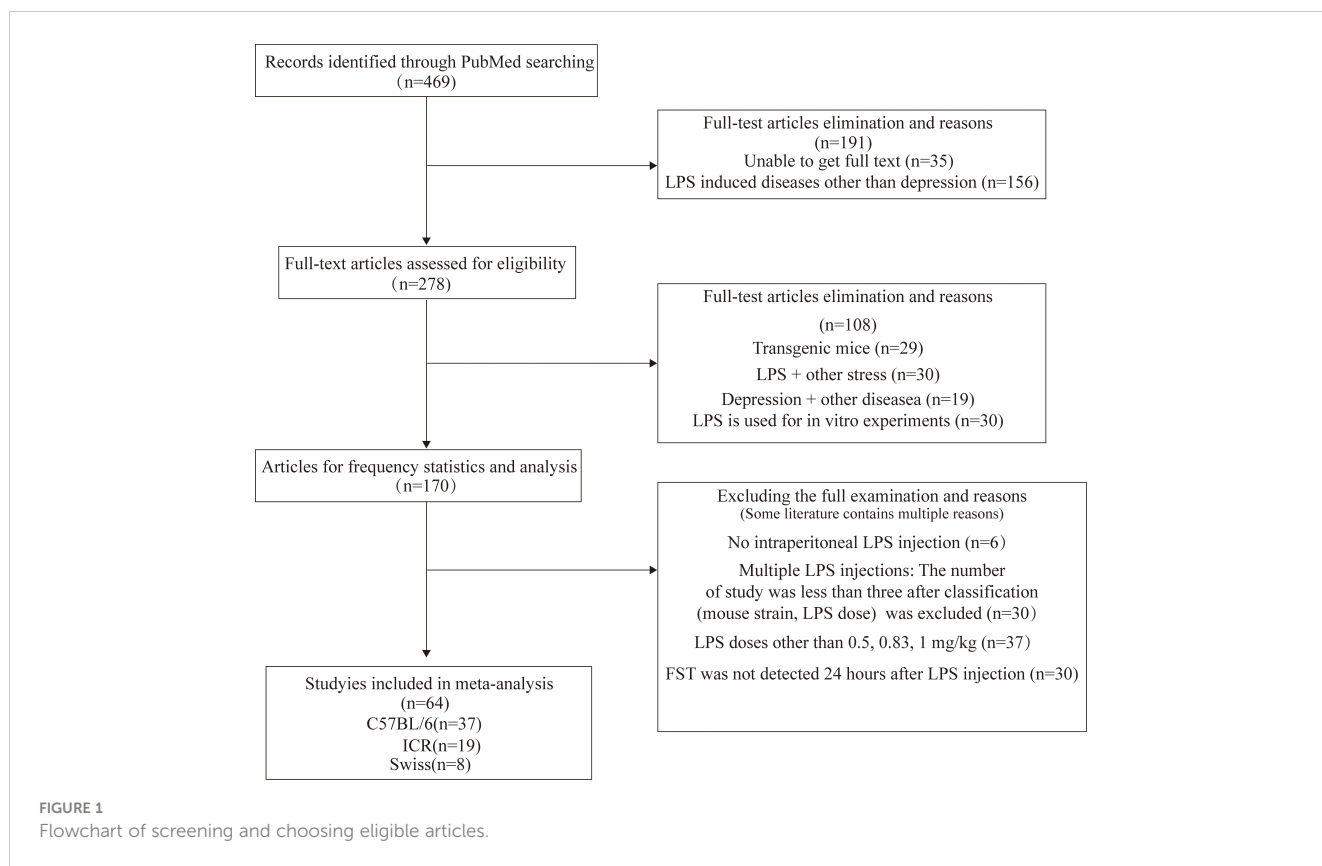 Records identified through PubMed searching
(n=469)
Full-test articles elimination and reasons
(n=191)
Unable to get full text (n=35)
LPS induced diseases other than depression (n=156)
Full-text articles assessed for eligibility
(n=278)
Full-test articles elimination and reasons
(n=108)
Transgenic mice (n=29)
LPS + other stress (n=30)
Depression + other diseasea (n=19)
LPS is used for in vitro experiments (n=30)
Articles for frequency statistics and analysis
(n=170)
Excluding the full examination and reasons
(Some literature contains multiple reasons)
No intraperitoneal LPS injection (n=6)
Multiple LPS injections: The number
of study was less than three after classification
(mouse strain, LPS dose) was excluded (n=30)
LPS doses other than 0.5, 0.83, 1 mg/kg (n=37)
FST was not detected 24 hours after LPS injection (n=30)
Studyies included in meta-analysis
(n=64)
C57BL/6(n=37)
ICR(n=19)
Swiss(n=8)
FIGURE 1
Flowchart of screening and choosing eligible articles.